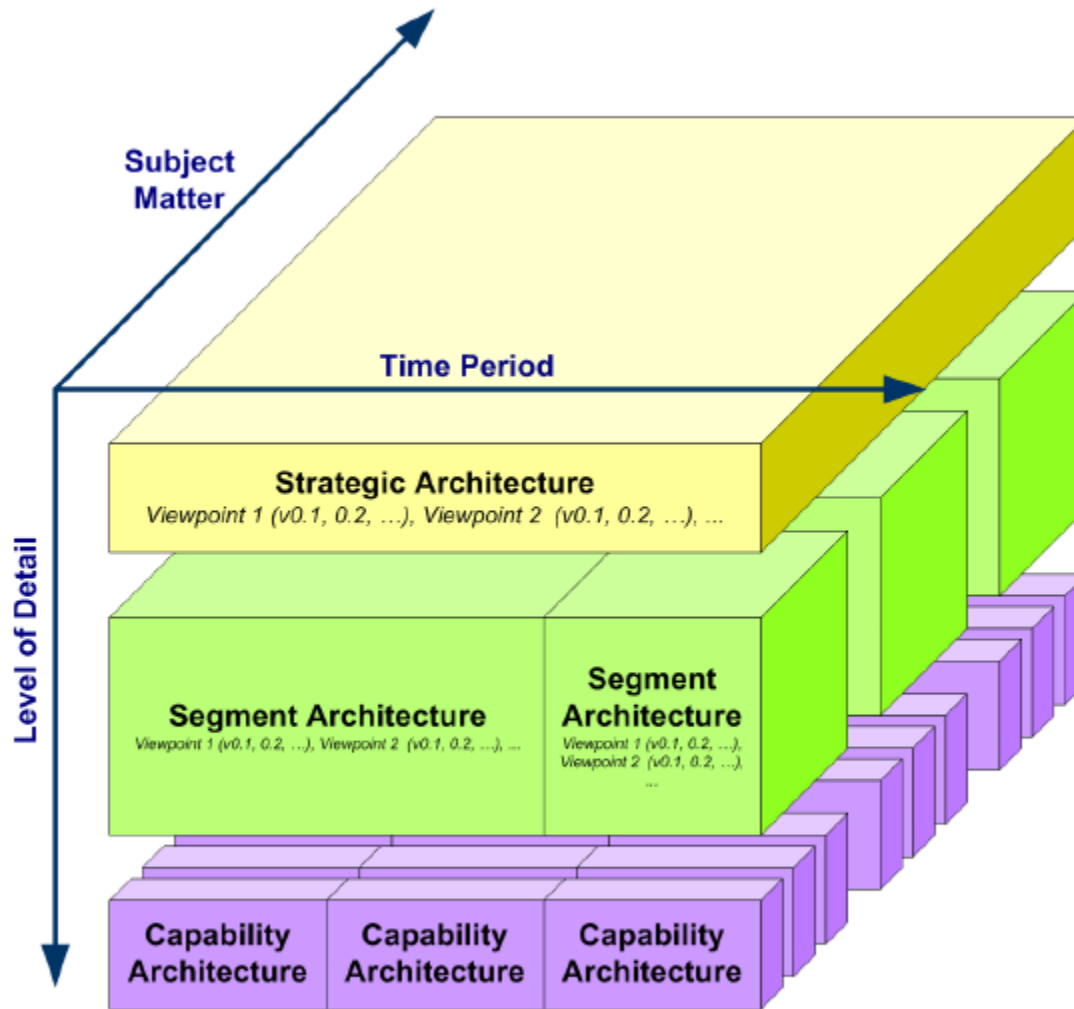 Subject
Matter
Time Period
Level of Detail
Strategic Architecture
Viewpoint 1 (v0.1, 0.2, …), Viewpoint 2 (v0.1, 0.2, …), ...
Segment Architecture
Viewpoint 1 (v0.1, 0.2, …), Viewpoint 2 (v0.1, 0.2, …), ...
Segment
Architecture
Viewpoint 1 (v0.1, 0.2, …),
Viewpoint 2 (v0.1, 0.2, …),
...
Capability
Architecture
Capability
Architecture
Capability
Architecture